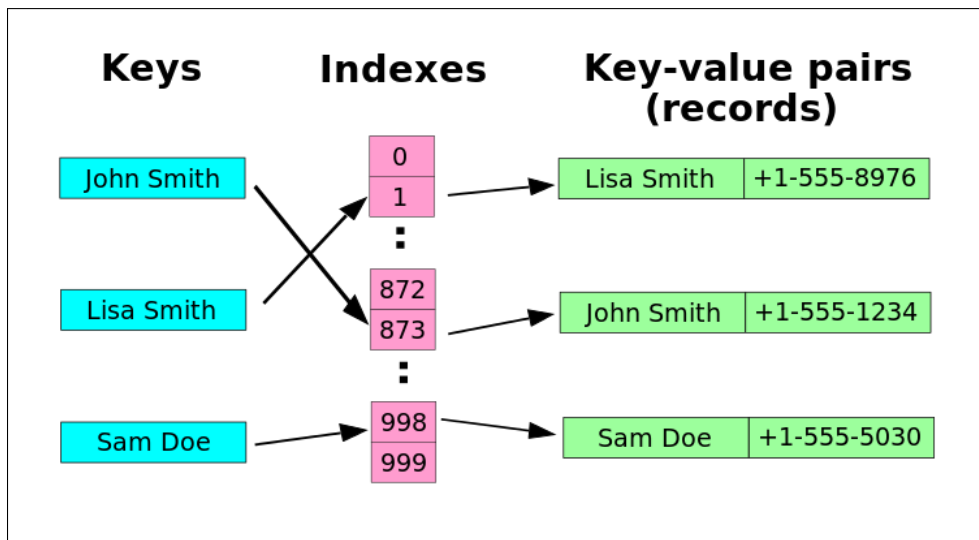 Keys
Indexes
Key-value pairs
(records)
John Smith
Lisa Smith
Sam Doe
0
1
:
872
873
:
998
999
Lisa Smith +1-555-8976
John Smith +1-555-1234
Sam Doe +1-555-5030